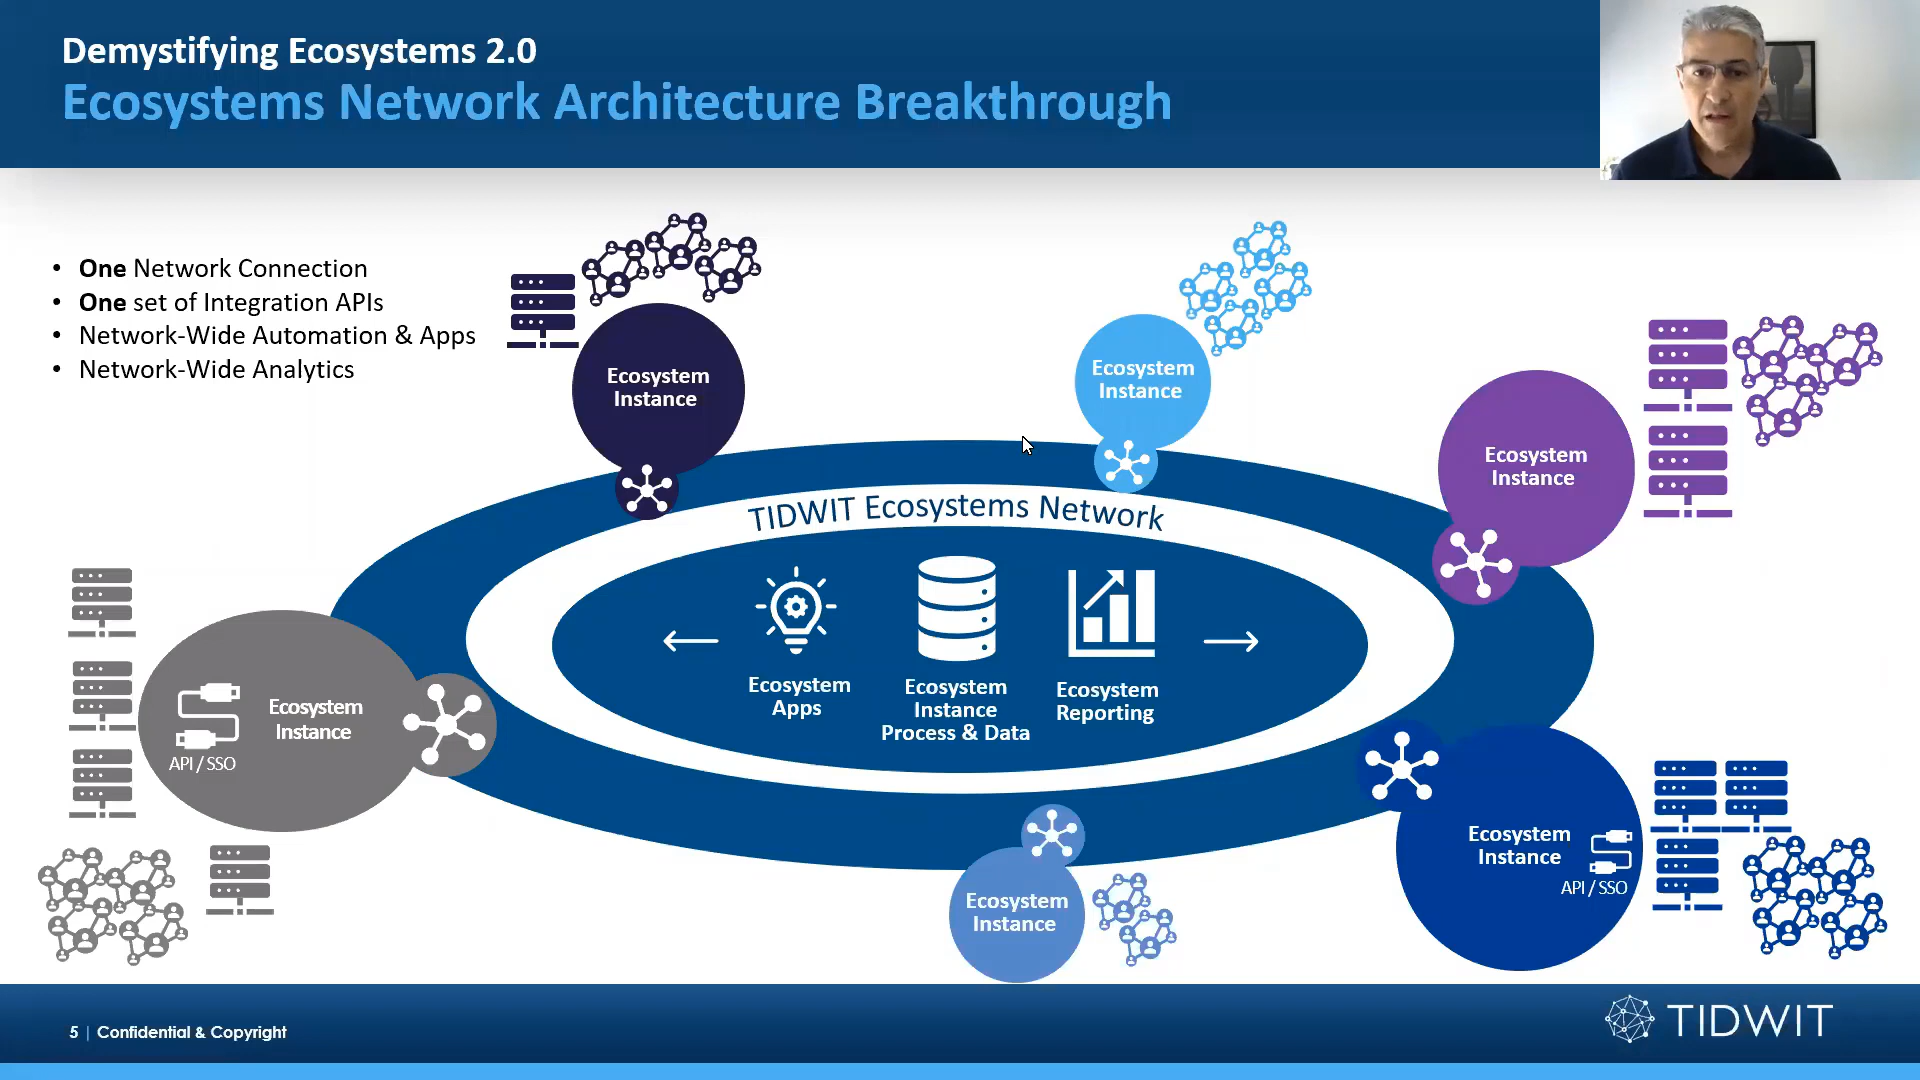 Demystifying Ecosystems 2.0
Ecosystems Network Architecture Breakthrough
• One Network Connection
• One set of Integration APIs
• Network-Wide Automation & Apps
• Network-Wide Analytics
Ecosystem
Instance
Ecosystem
Instance
Ecosystem
Instance
TIDWIT Ecosystems Network
Ecosystem
Apps
Ecosystem
Instance
Process & Data
Ecosystem
Reporting
Ecosystem
Instance
API / SSO
Ecosystem
Instance
API / SSO
Ecosystem
Instance
5 | Confidential & Copyright
TIDWIT